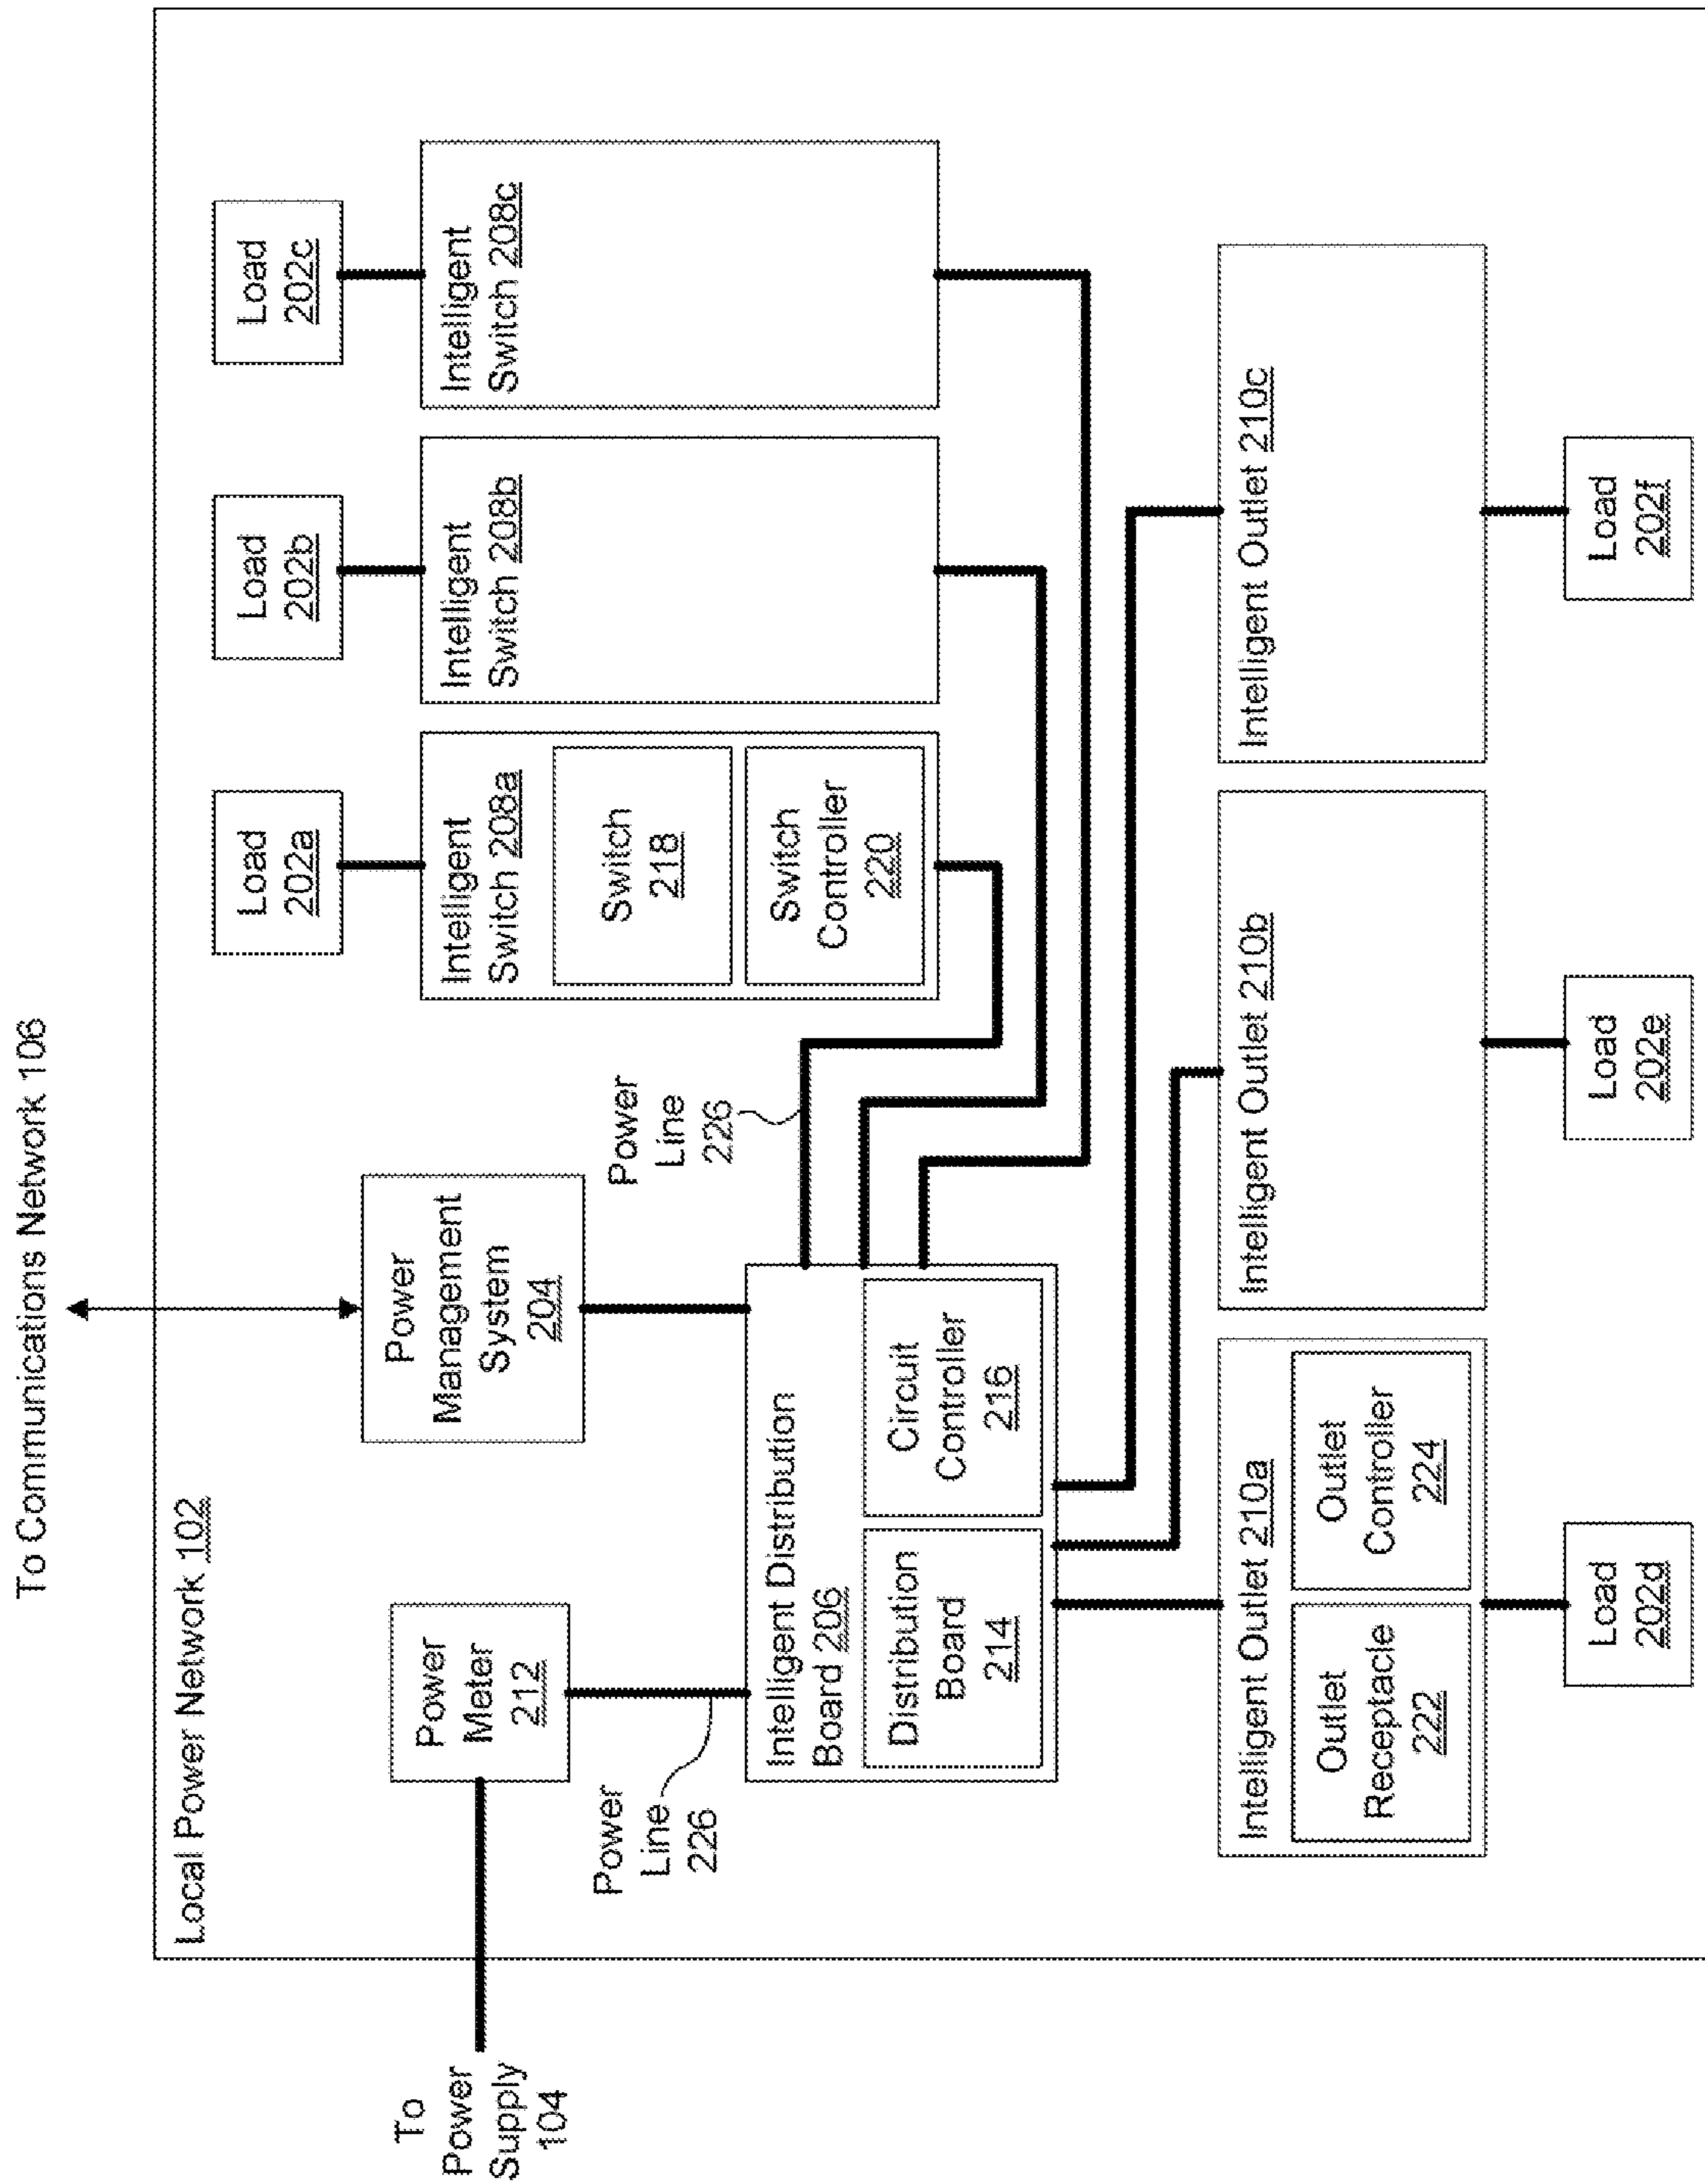 To Communications Network 106
Local Power Network 102
To
Power
Supply
104
Power
Meter
212
Power
Management
System
204
Load
202a
Load
202b
Load
202c
Intelligent
Switch 208a
Switch
218
Switch
Controller
220
Intelligent
Switch 208b
Intelligent
Switch 208c
Power
Line
226
Power
Line
226
Intelligent Distribution
Board 206
Distribution
Board
214
Circuit
Controller
216
Intelligent Outlet 210a
Outlet
Receptacle
222
Outlet
Controller
224
Intelligent Outlet 210b
Intelligent Outlet 210c
Load
202d
Load
202e
Load
202f